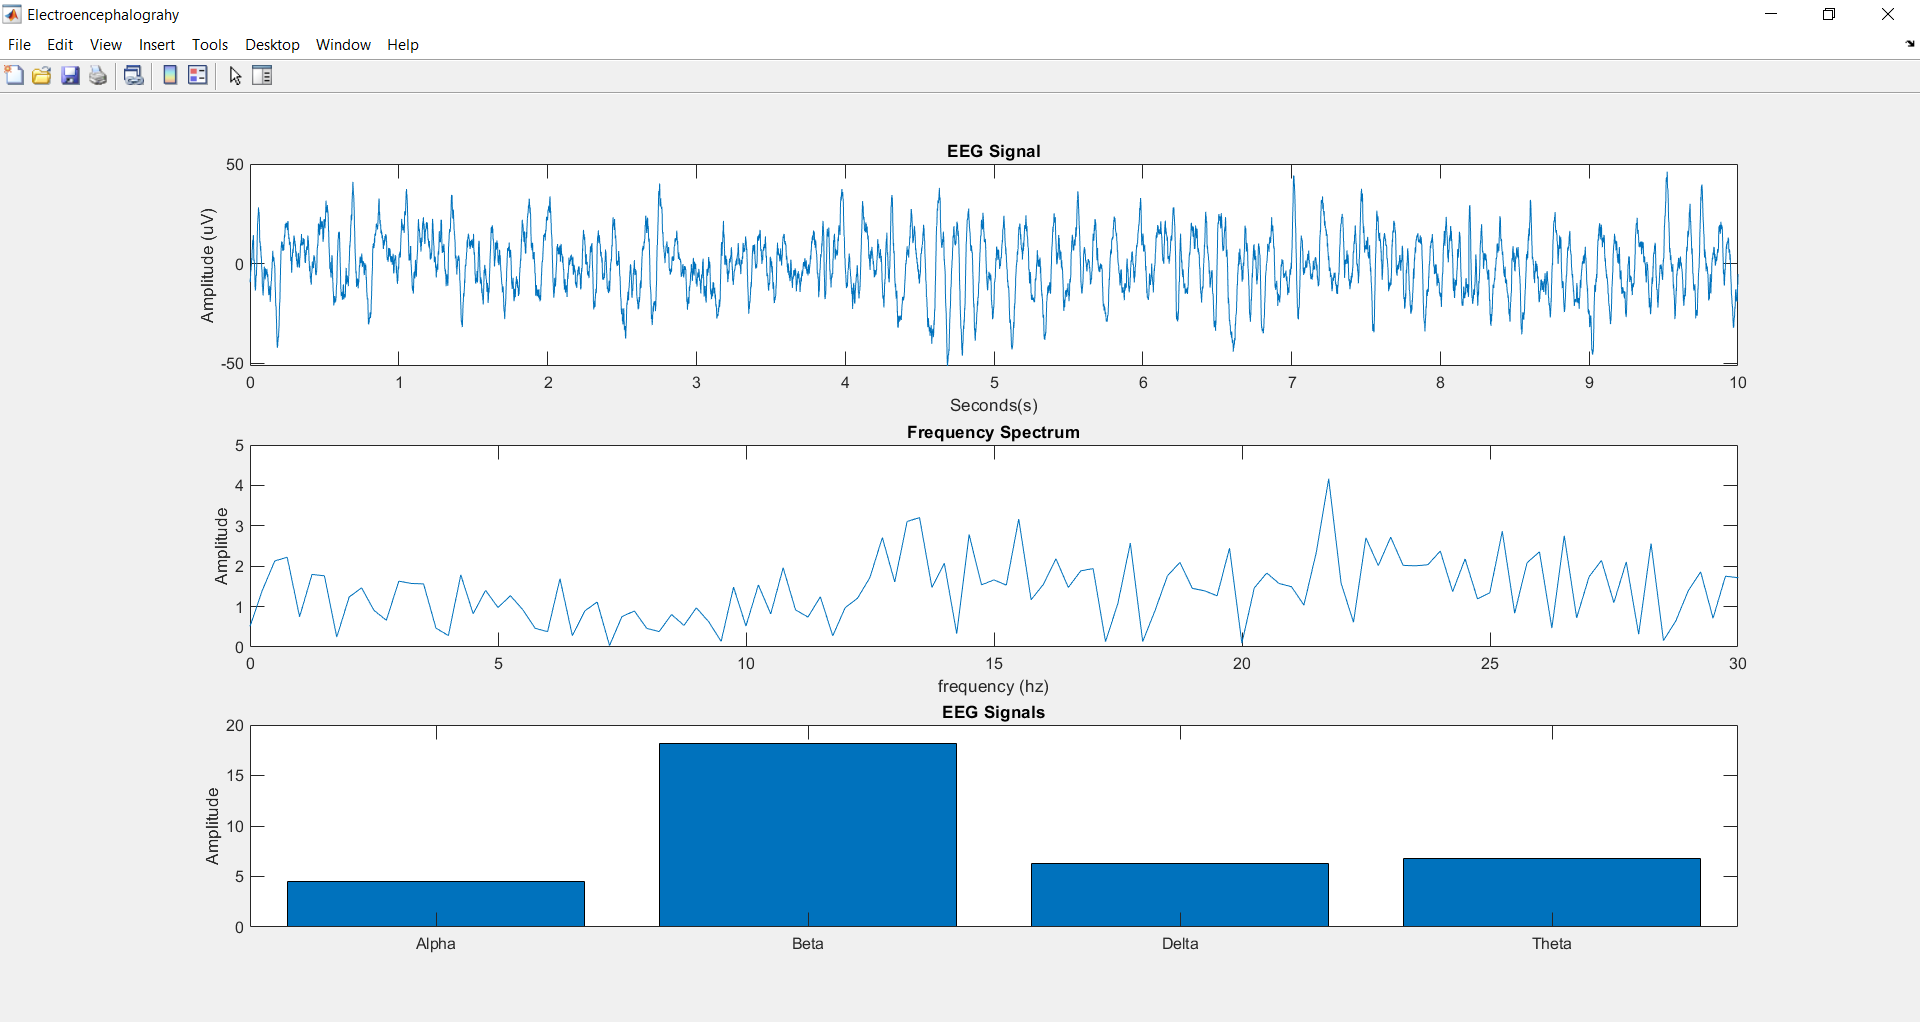 Electroencephalograhy
File Edit View Insert Tools Desktop Window Help
EEG Signal
50
0
-50
Amplitude (uV)
0 1 2 3 4 5 6 7 8 9 10
Seconds(s)
Frequency Spectrum
5
4
3
2
1
0
Amplitude
0 5 10 15 20 25 30
frequency (hz)
EEG Signals
20
15
10
5
0
Amplitude
Alpha Beta Delta Theta